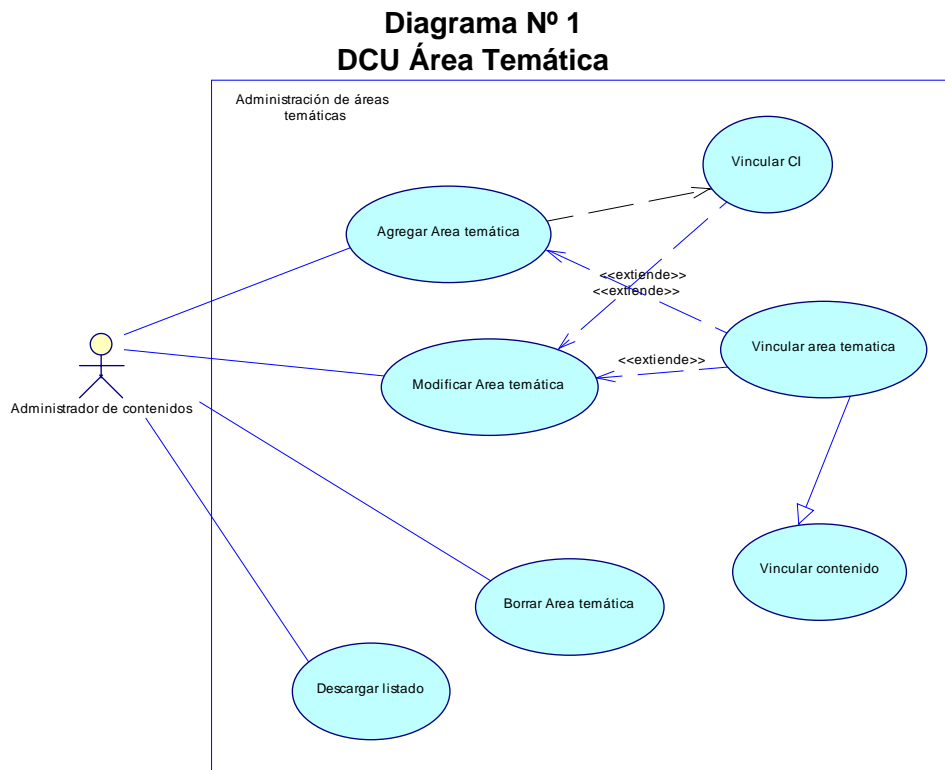 Diagrama Nº 1
DCU Área Temática
Administración de áreas
temáticas
Vincular CI
Agregar Area temática
<<extiende>>
<<extiende>>
Vincular area tematica
<<extiende>>
Modificar Area temática
Administrador de contenidos
Vincular contenido
Borrar Area temática
Descargar listado